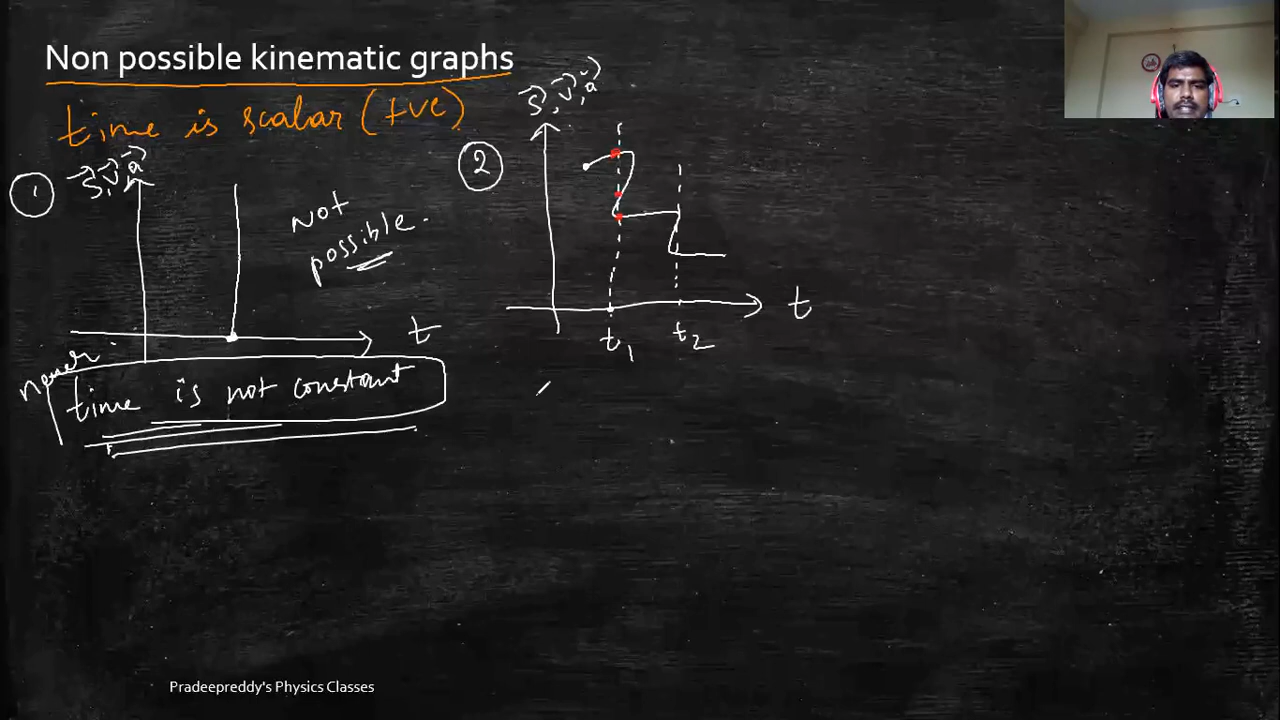 Non possible kinematic graphs
time is scalar (+ve)
1
S, V, a
Not
possible.
t
never
time is not constant
2
S, V, a
t
t1
t2
Pradeepreddy's Physics Classes